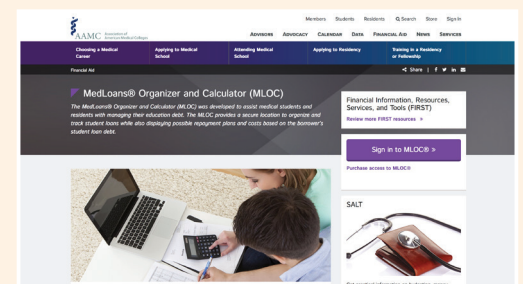 Members Students Residents Search Store Sign In
AAMC Association of
American Medical Colleges
ADVISORS ADVOCACY CALENDAR DATA FINANCIAL AID NEWS SERVICES
Choosing a Medical
Career
Applying to Medical
School
Attending Medical
School
Applying to Residency
Training in a Residency
or Fellowship
Financial Aid
Share
MedLoans® Organizer and Calculator (MLOC)
The MedLoans® Organizer and Calculator (MLOC) was developed to assist medical students and
residents with managing their education debt. The MLOC provides a secure location to organize and
track student loans while also displaying possible repayment plans and costs based on the borrower's
student loan debt.
Financial Information, Resources,
Services, and Tools (FIRST)
Review more FIRST resources »
Sign in to MLOC® »
Purchase access to MLOC®
SALT